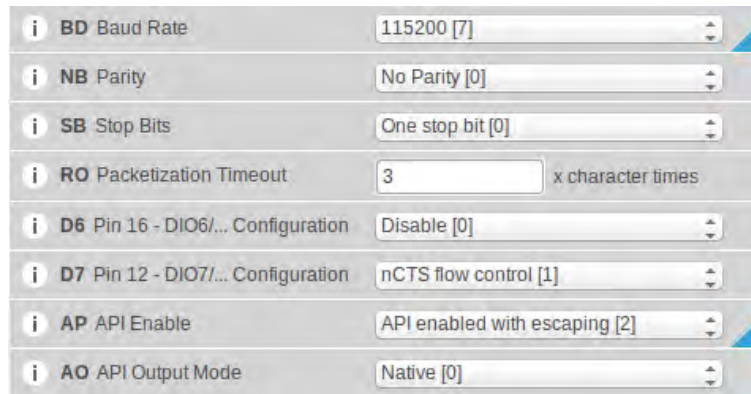 i BD Baud Rate 115200 [7]
i NB Parity No Parity [0]
i SB Stop Bits One stop bit [0]
i RO Packetization Timeout 3 x character times
i D6 Pin 16 - DIO6/... Configuration Disable [0]
i D7 Pin 12 - DIO7/... Configuration nCTS flow control [1]
i AP API Enable API enabled with escaping [2]
i AO API Output Mode Native [0]